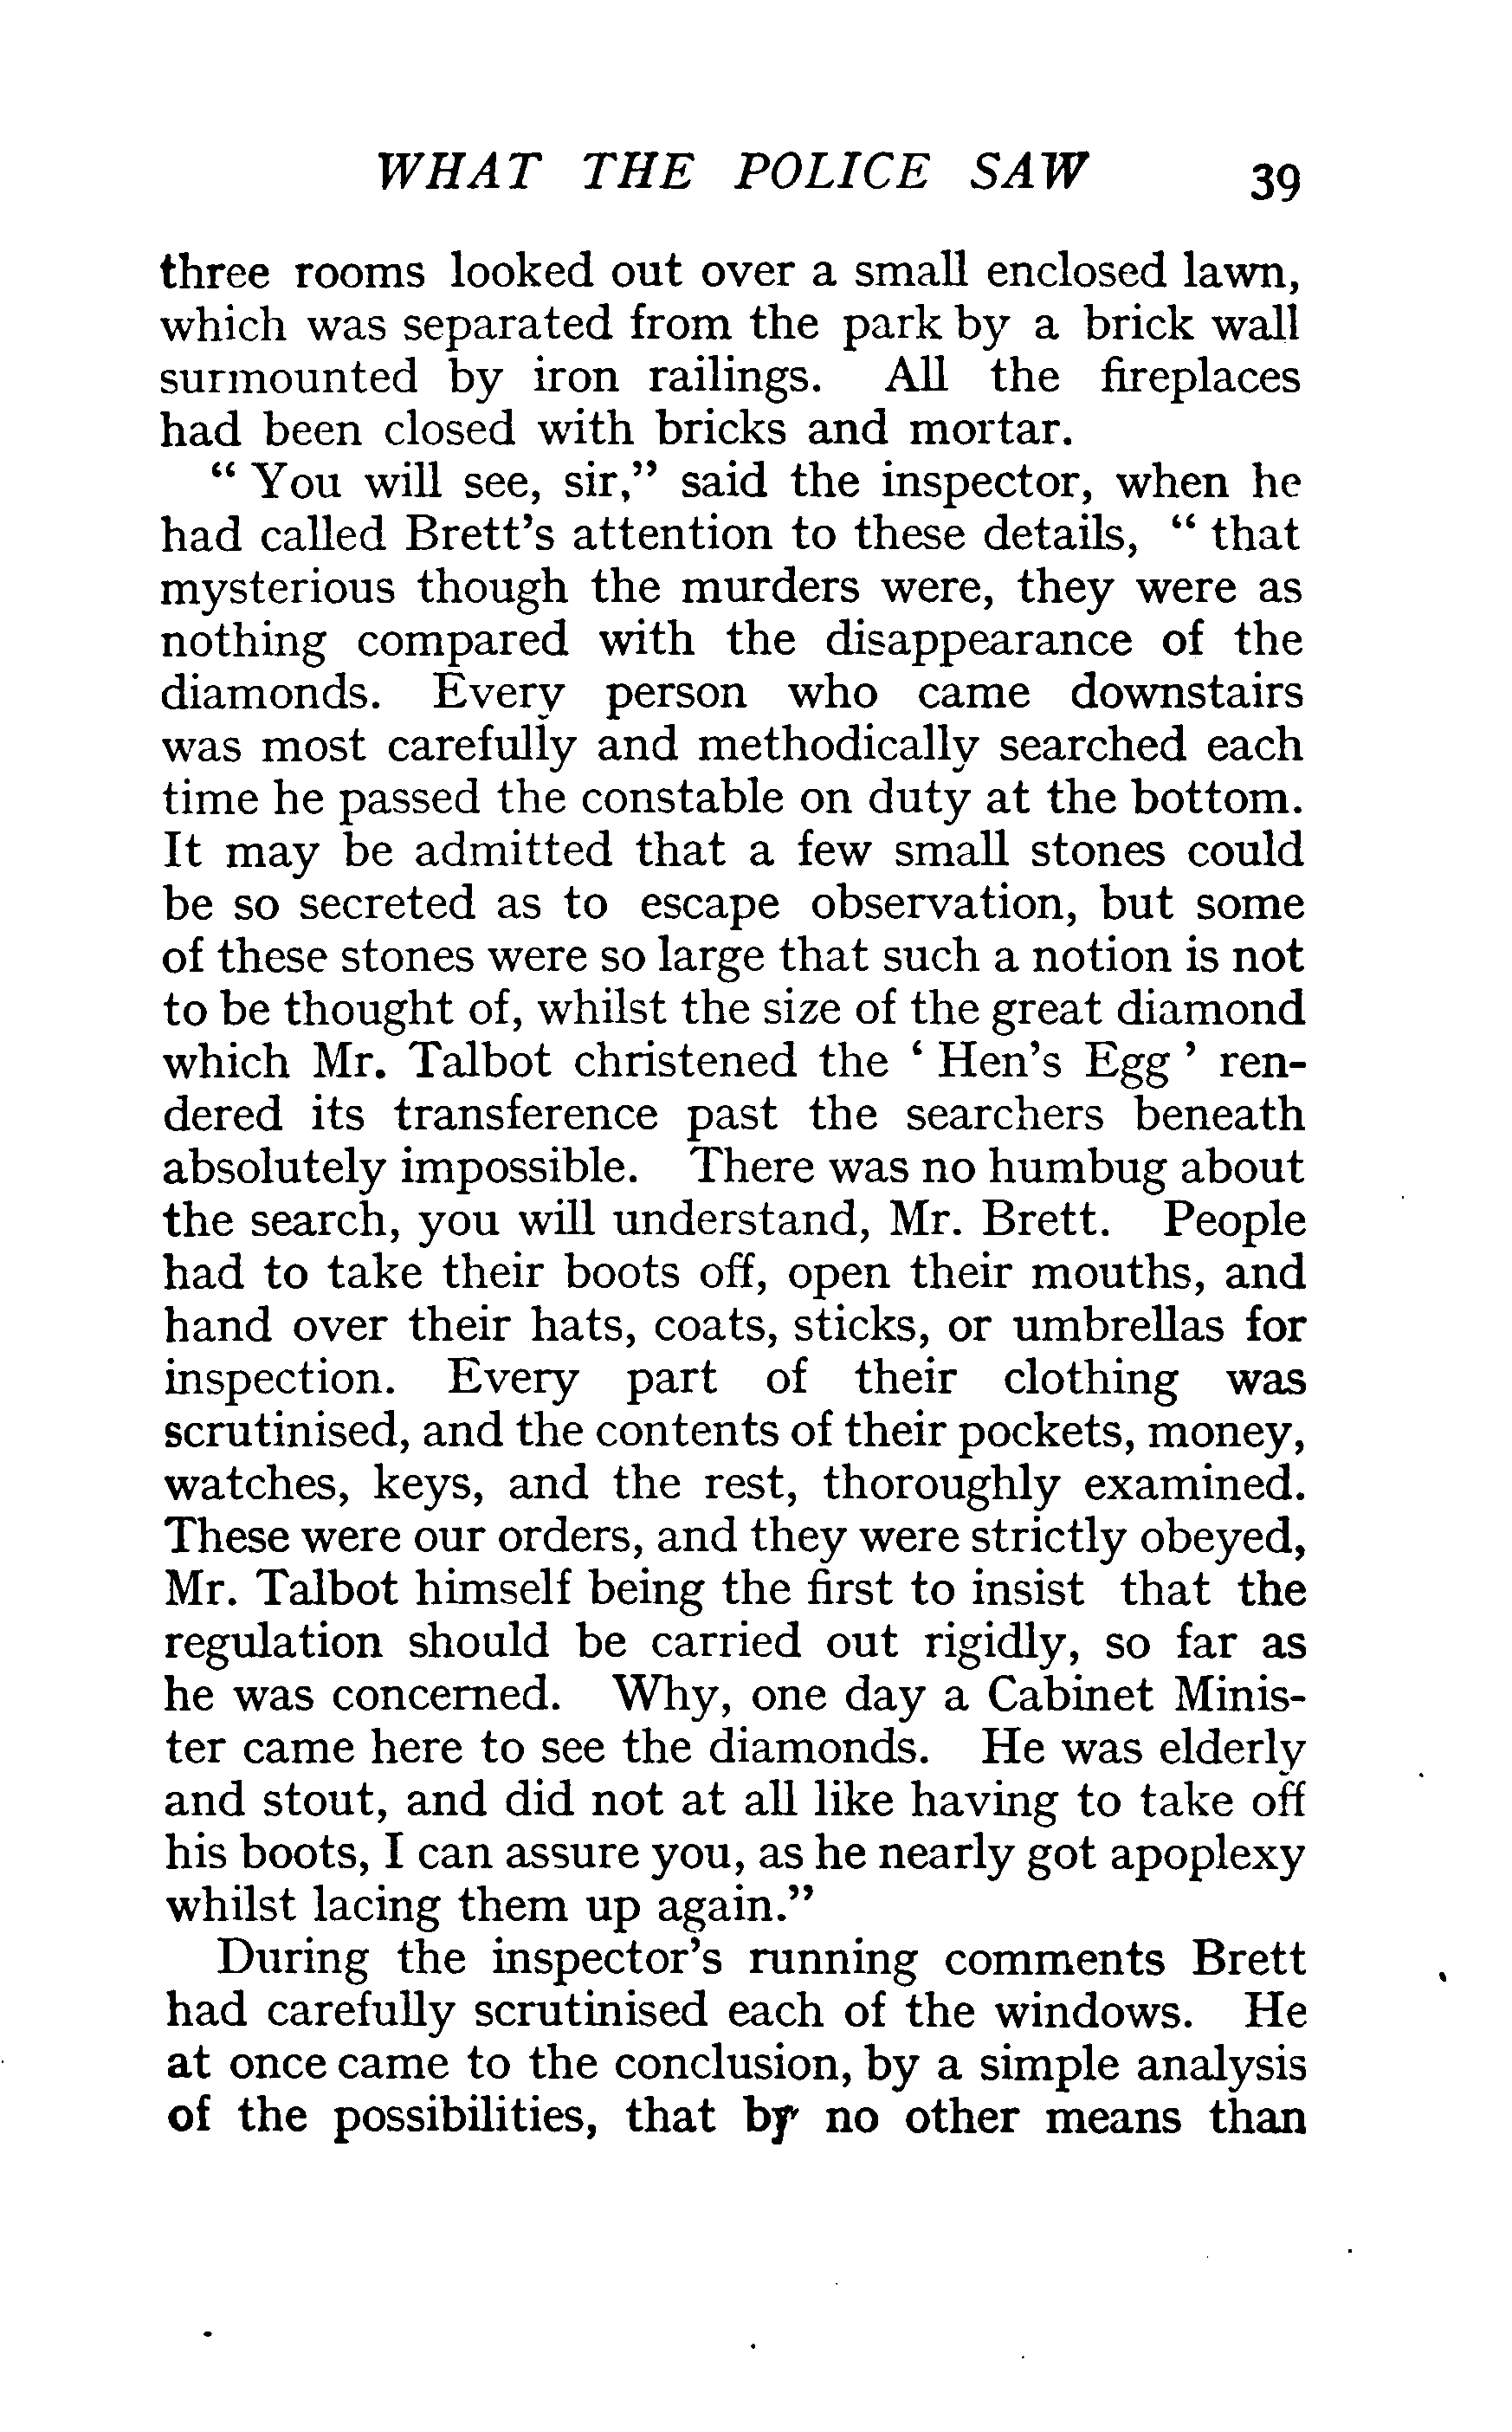 WHAT THE POLICE SAW 39
three rooms looked out over a small enclosed lawn,
which was separated from the park by a brick wall
surmounted by iron railings. All the fireplaces
had been closed with bricks and mortar.
“ You will see, sir,” said the inspector, when he
had called Brett’s attention to these details, “ that
mysterious though the murders were, they were as
nothing compared with the disappearance of the
diamonds. Every person who came downstairs
was most carefully and methodically searched each
time he passed the constable on duty at the bottom.
It may be admitted that a few small stones could
be so secreted as to escape observation, but some
of these stones were so large that such a notion is not
to be thought of, whilst the size of the great diamond
which Mr. Talbot christened the ‘ Hen’s Egg ’ ren-
dered its transference past the searchers beneath
absolutely impossible. There was no humbug about
the search, you will understand, Mr. Brett. People
had to take their boots off, open their mouths, and
hand over their hats, coats, sticks, or umbrellas for
inspection. Every part of their clothing was
scrutinised, and the contents of their pockets, money,
watches, keys, and the rest, thoroughly examined.
These were our orders, and they were strictly obeyed,
Mr. Talbot himself being the first to insist that the
regulation should be carried out rigidly, so far as
he was concerned. Why, one day a Cabinet Minis-
ter came here to see the diamonds. He was elderly
and stout, and did not at all like having to take off
his boots, I can assure you, as he nearly got apoplexy
whilst lacing them up again.”
During the inspector’s running comments Brett
had carefully scrutinised each of the windows. He
at once came to the conclusion, by a simple analysis
of the possibilities, that by no other means than